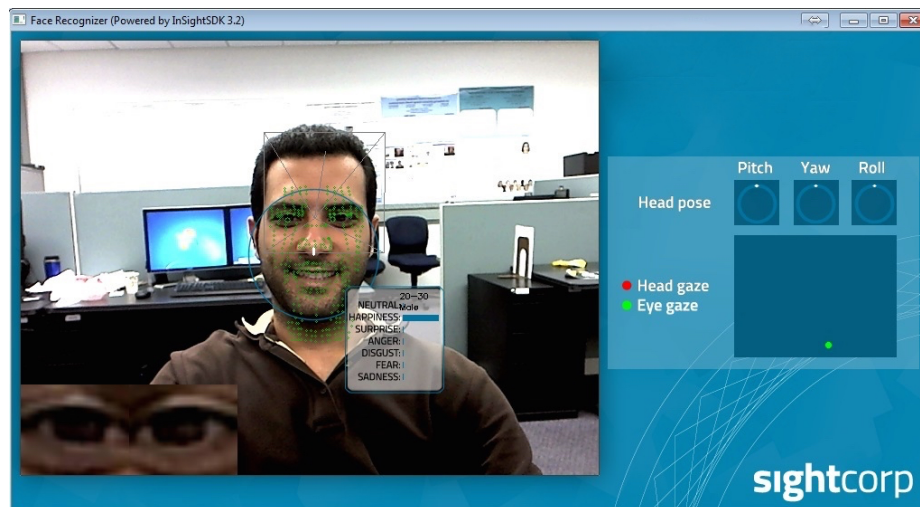 Face Recognizer (Powered by InSightSDK 3.2)
20-30
Male
NEUTRAL:
HAPPINESS:
SURPRISE:
ANGER:
DISGUST:
FEAR:
SADNESS:
Pitch Yaw Roll
Head pose
Head gaze
Eye gaze
sightcorp